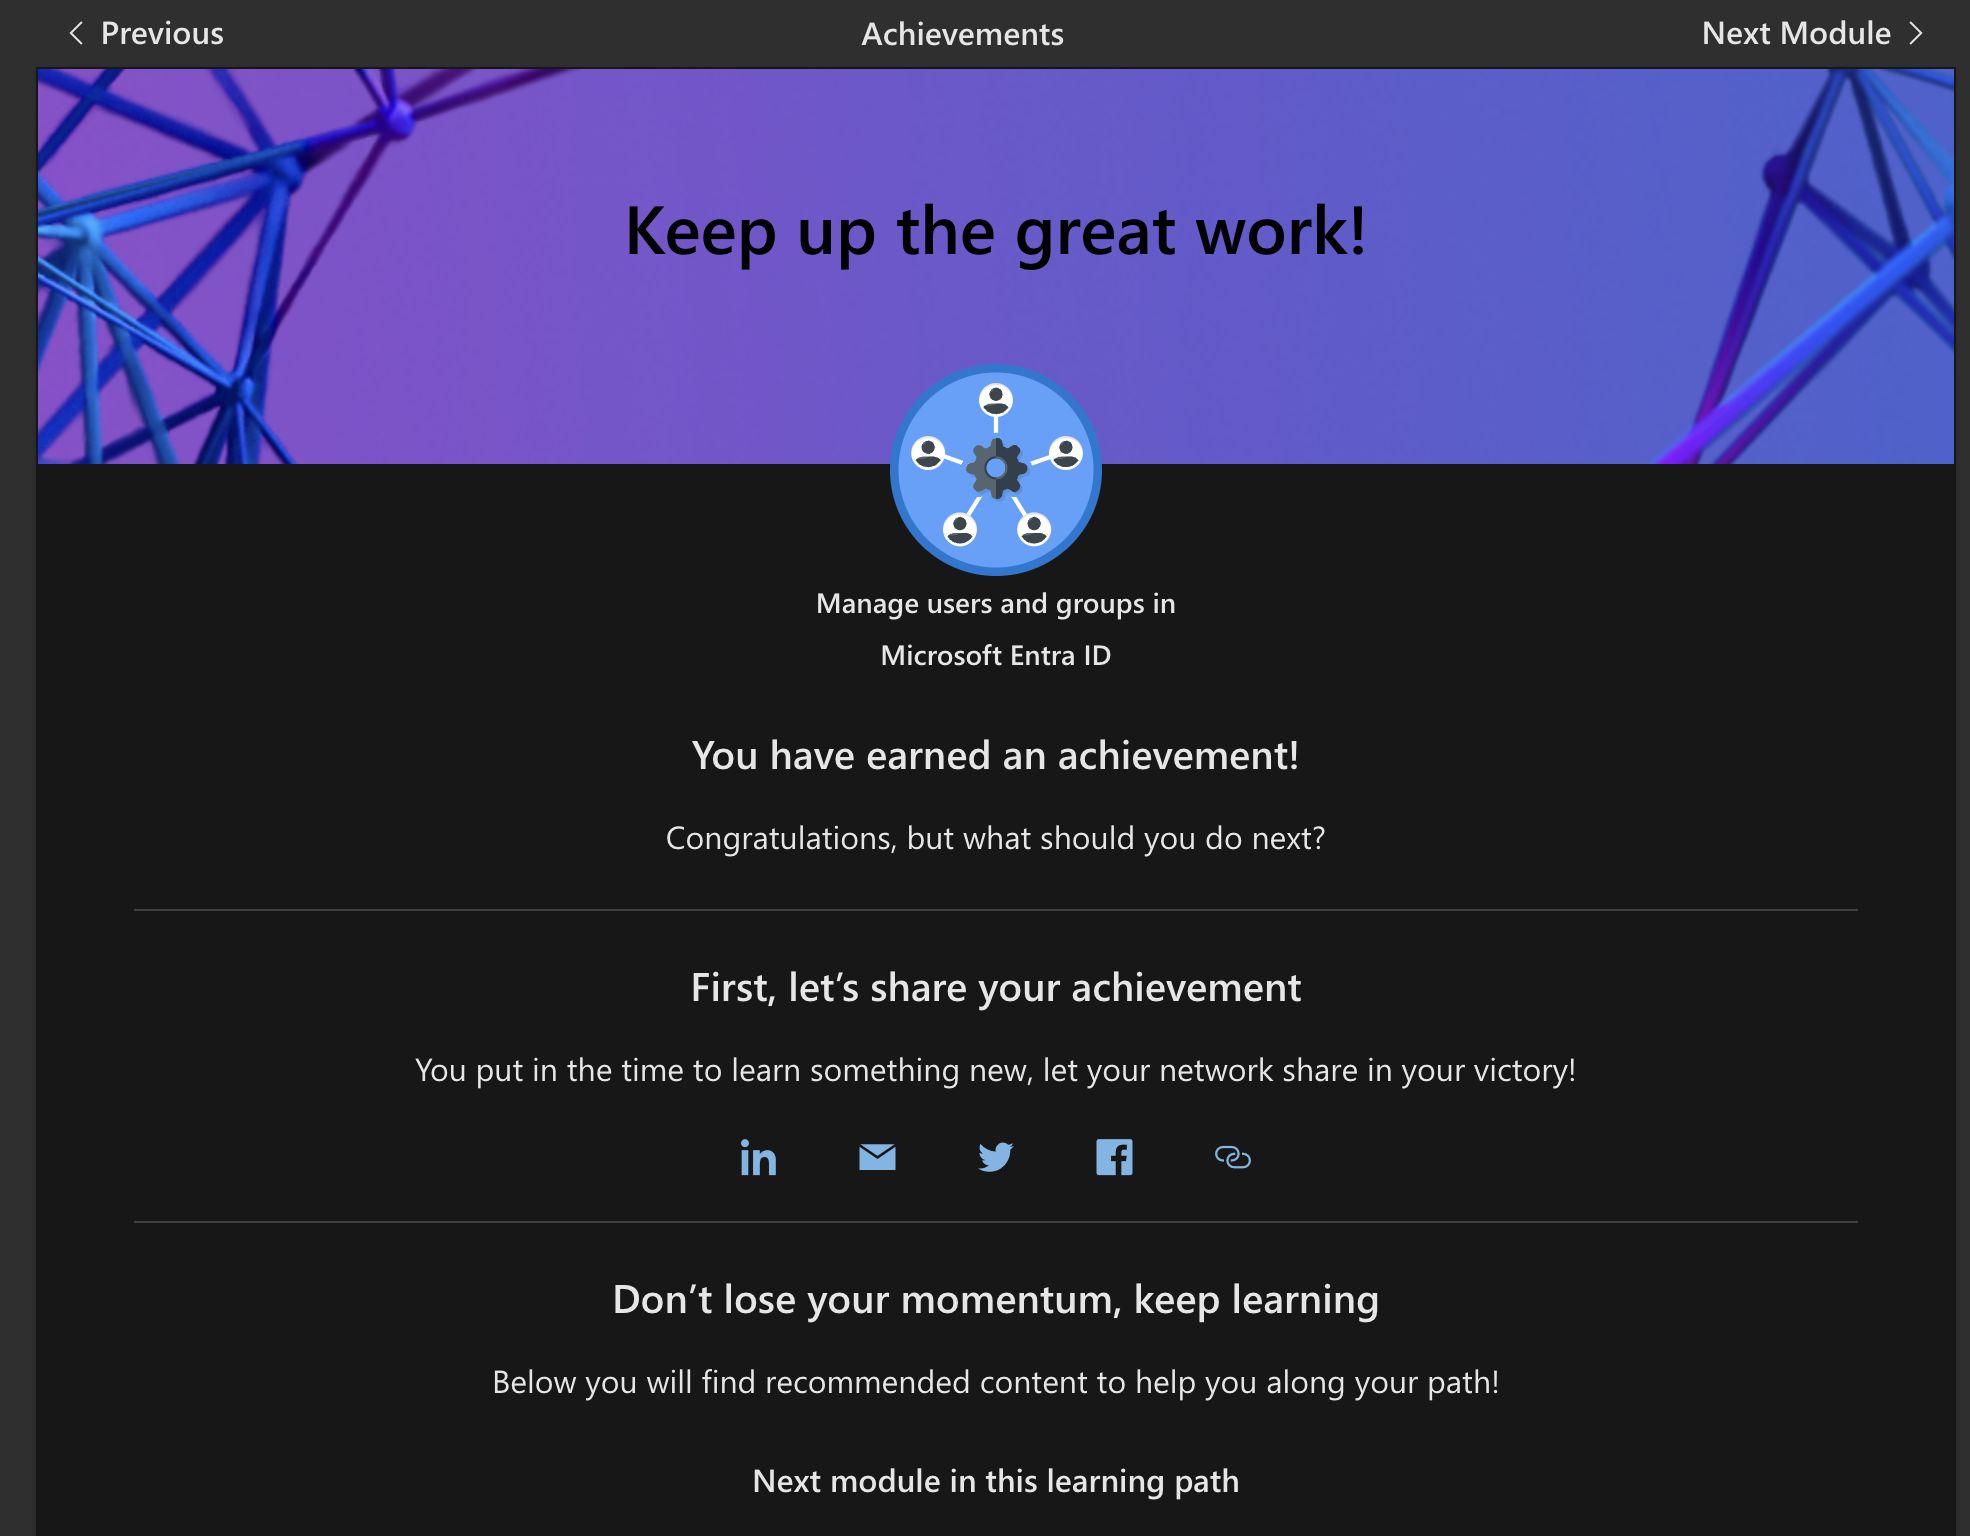 Previous
Achievements
Next Module
Keep up the great work!
Manage users and groups in
Microsoft Entra ID
You have earned an achievement!
Congratulations, but what should you do next?
First, let’s share your achievement
You put in the time to learn something new, let your network share in your victory!
Don’t lose your momentum, keep learning
Below you will find recommended content to help you along your path!
Next module in this learning path